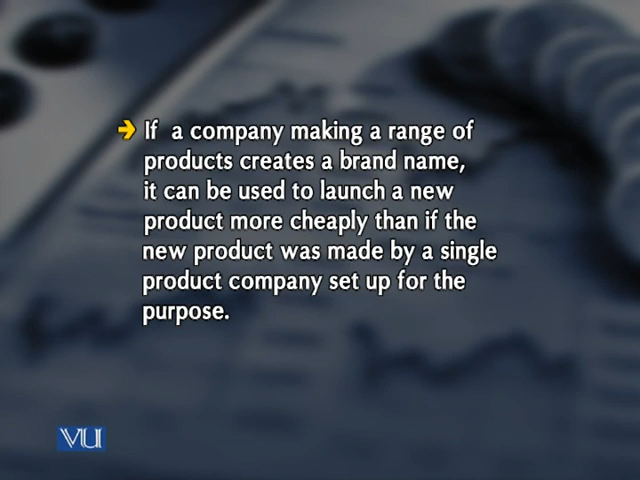 If a company making a range of
products creates a brand name,
it can be used to launch a new
product more cheaply than if the
new product was made by a single
product company set up for the
purpose.
VU